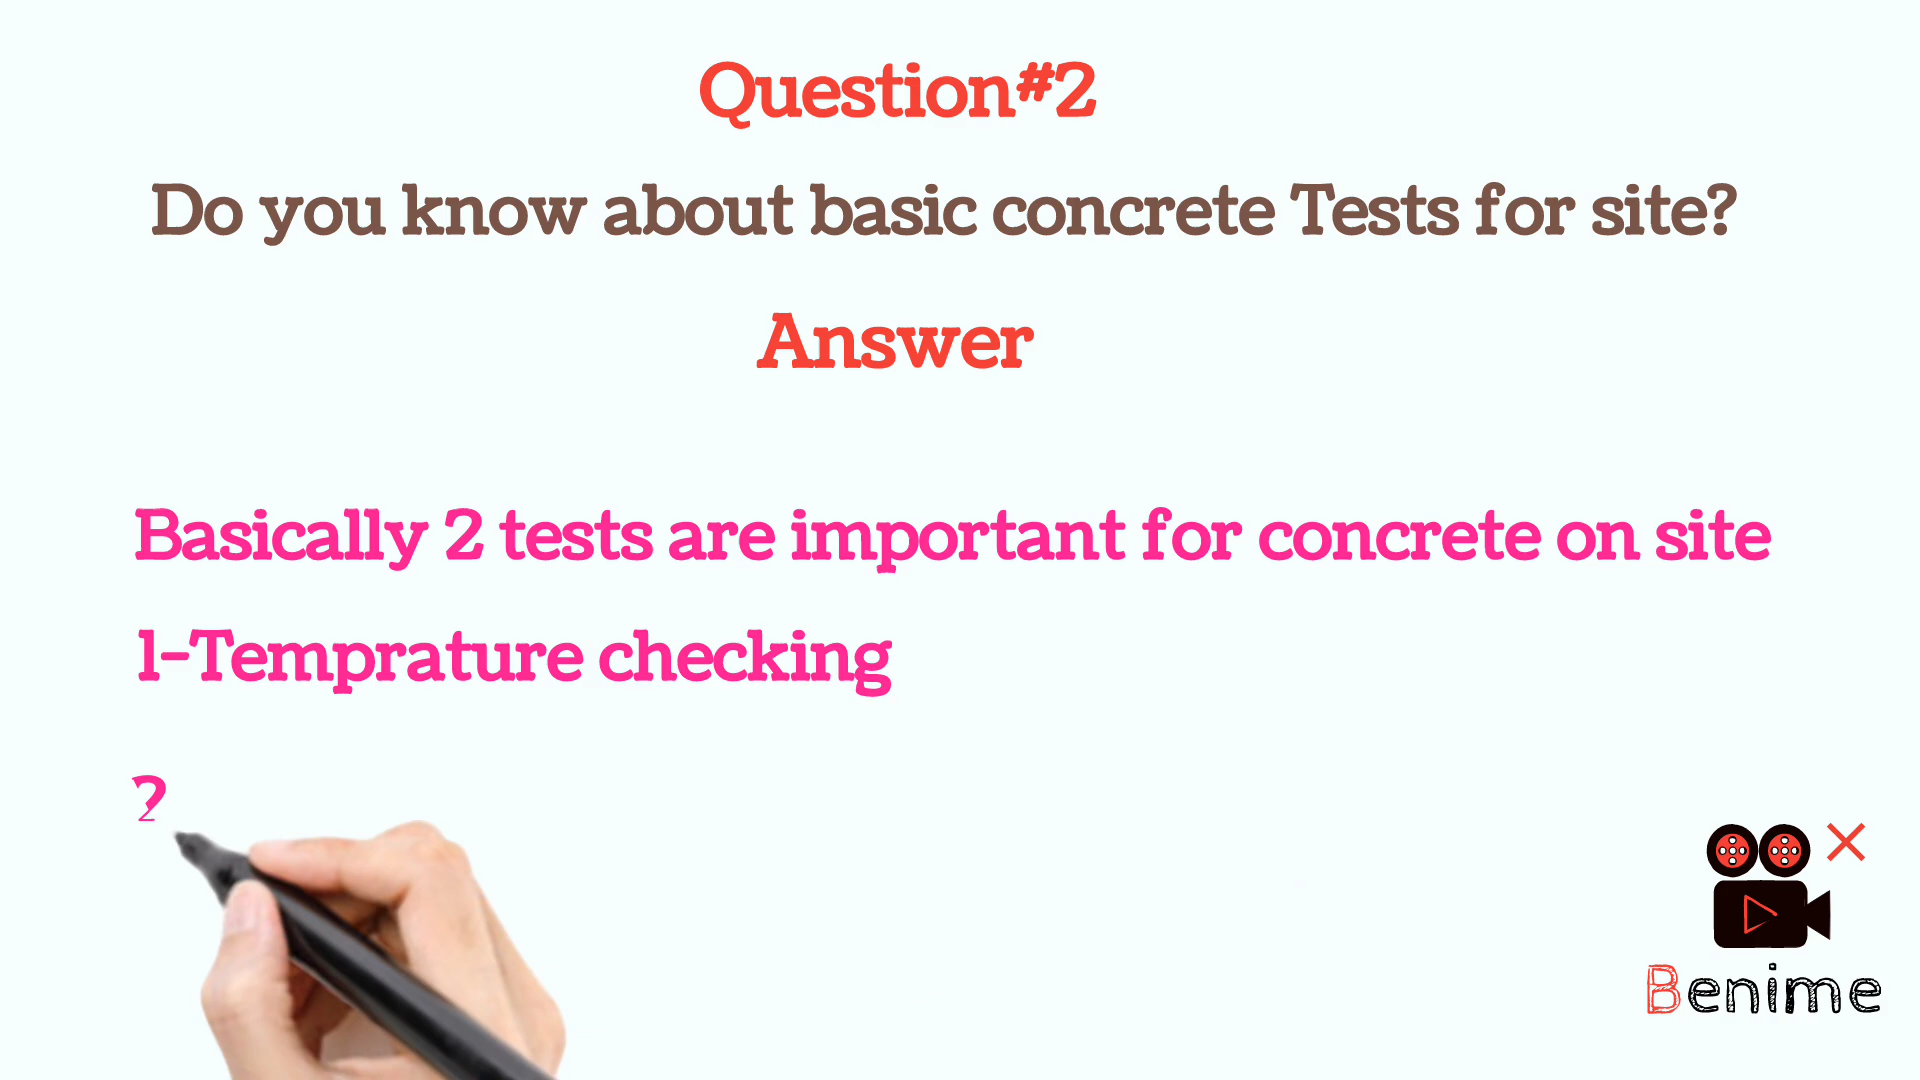 Question#2
Do you know about basic concrete Tests for site?
Answer
Basically 2 tests are important for concrete on site
1-Temprature checking
2
Benime